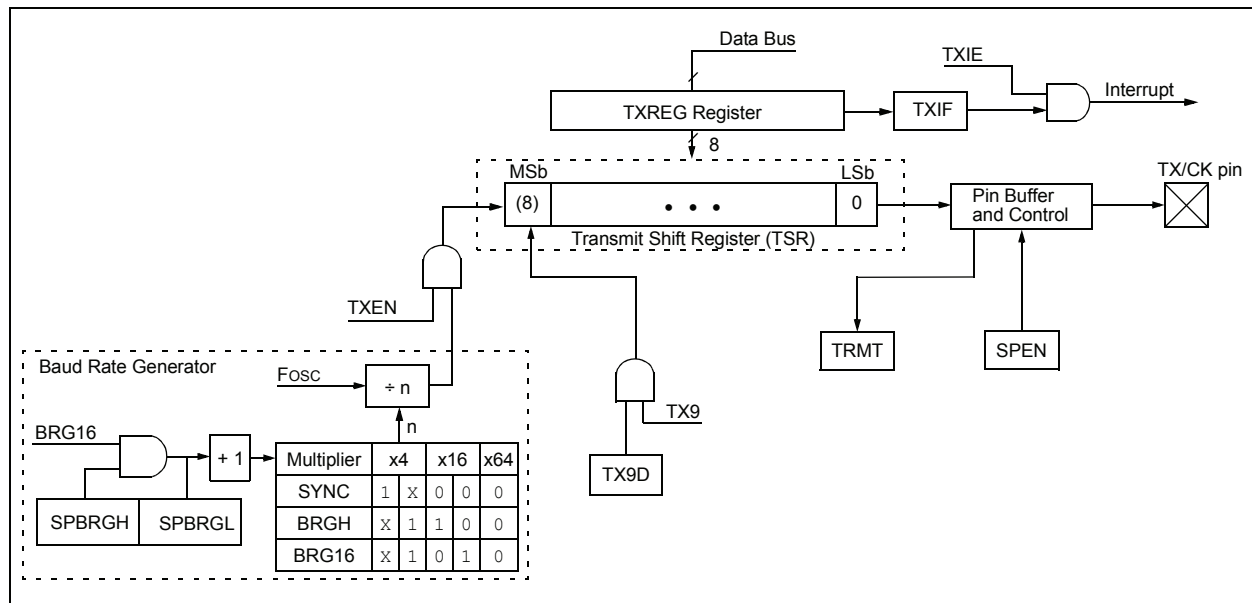 Data Bus
TXIE
Interrupt
TXREG Register
TXIF
8
MSb
LSb
TX/CK pin
(8)
• • •
0
Pin Buffer
and Control
Transmit Shift Register (TSR)
TXEN
TRMT
SPEN
Baud Rate Generator
FOSC
÷ n
TX9
n
BRG16
+ 1
Multiplier x4 x16 x64
TX9D
SYNC 1 X 0 0 0
SPBRGH SPBRGL
BRGH X 1 1 0 0
BRG16 X 1 0 1 0